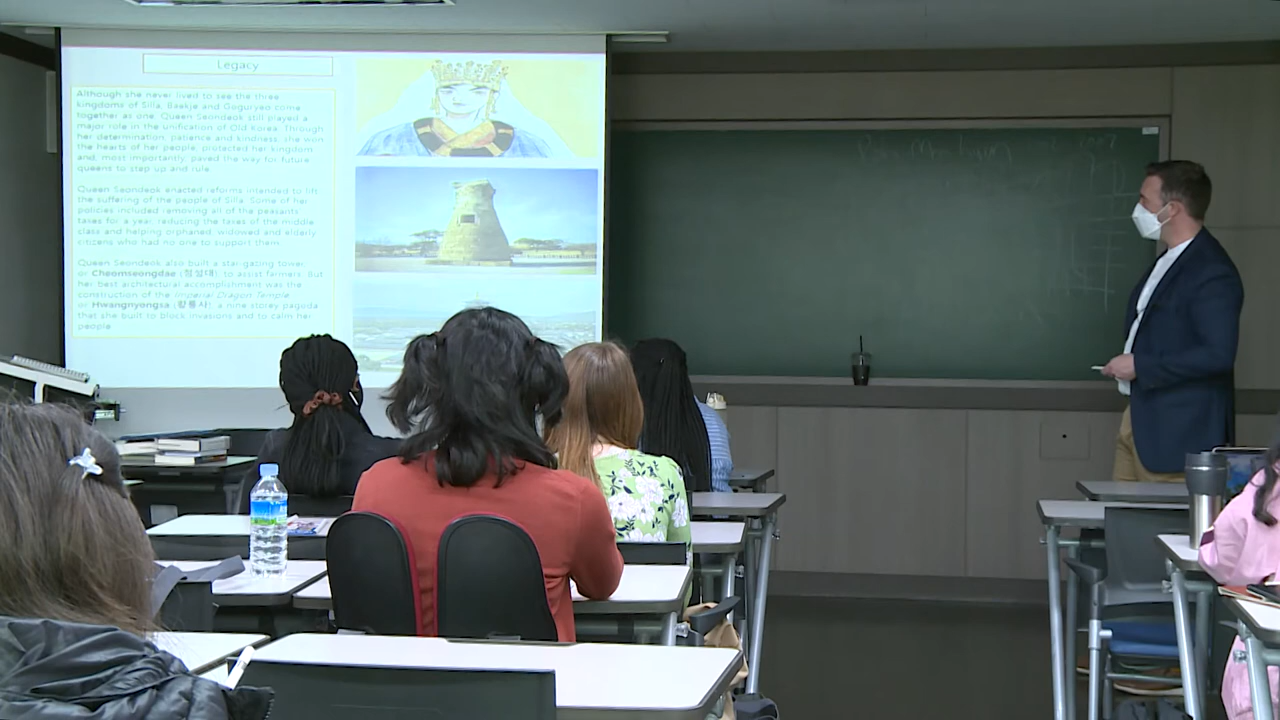 Legacy
Although she never lived to see the three
kingdoms of Silla, Baekje and Goguryeo come
together as one, Queen Seondeok still played a
major role in the unification of Old Korea. Through
her determination, patience and kindness, she won
the hearts of her people, protected her kingdom
and, most importantly, paved the way for future
queens to step up and rule.
Queen Seondeok enacted reforms intended to lift
the suffering of the people of Silla. Some of her
policies included removing all of the peasants
taxes for a year, reducing the taxes of the middle
class and helping orphaned, widowed and elderly
citizens who had no one to support them.
Queen Seondeok also built a star-gazing tower,
or Cheomseongdae (첨성대), to assist farmers. But
her best architectural accomplishment was the
construction of the Imperial Dragon Temple,
or Hwangnyongsa (황룡사), a nine storey pagoda
that she built to block invasions and to calm her
people.